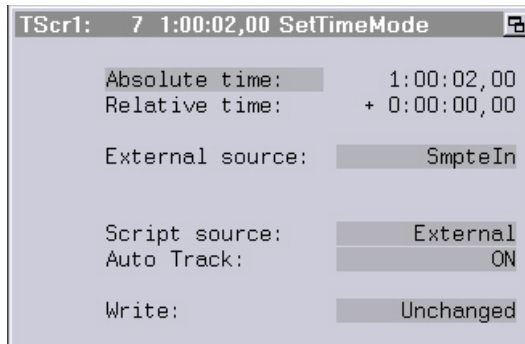 TScr1: 7 1:00:02,00 SetTimeMode
Absolute time: 1:00:02,00
Relative time: + 0:00:00,00
External source: SmpteIn
Script source: External
Auto Track: ON
Write: Unchanged